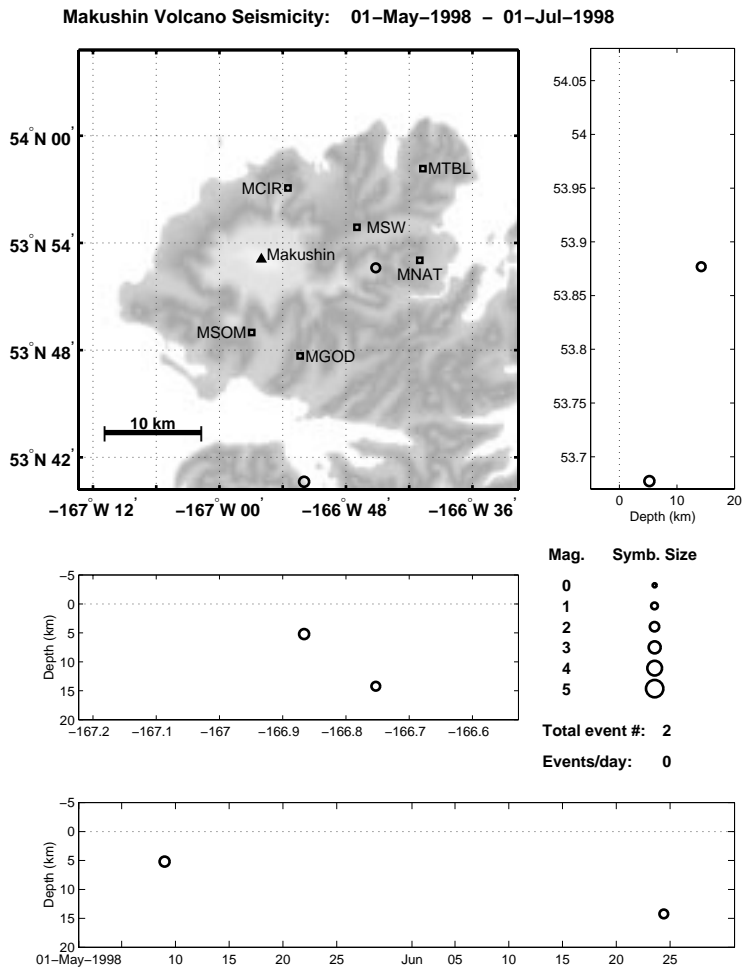 Makushin Volcano Seismicity: 01−May−1998 − 01−Jul−1998
54°N 00'
53°N 54'
53°N 48'
53°N 42'
MTBL
MCIR
MSW
Makushin
MNAT
MSOM
MGOD
10 km
−167°W 12' −167°W 00' −166°W 48' −166°W 36'
54.05
54
53.95
53.9
53.85
53.8
53.75
53.7
0 10 20
Depth (km)
−5
0
5
10
15
20
Depth (km)
−167.2 −167.1 −167 −166.9 −166.8 −166.7 −166.6
Mag. Symb. Size
0
1
2
3
4
5
Total event #: 2
Events/day: 0
−5
0
5
10
15
20
Depth (km)
01−May−1998 10 15 20 25 Jun 05 10 15 20 25